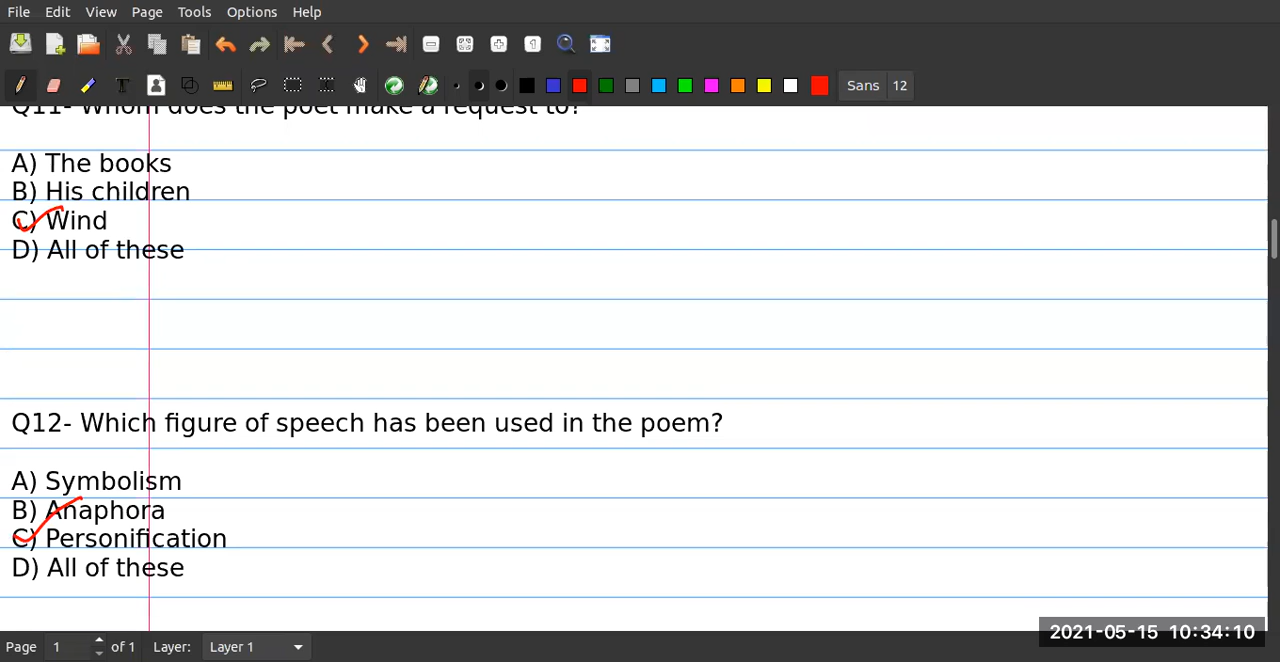 File Edit View Page Tools Options Help
Sans 12
Q11- Whom does the poet make a request to?
A) The books
B) His children
C) Wind
D) All of these
Q12- Which figure of speech has been used in the poem?
A) Symbolism
B) Anaphora
C) Personification
D) All of these
2021-05-15 10:34:10
Page 1 of 1 Layer: Layer 1